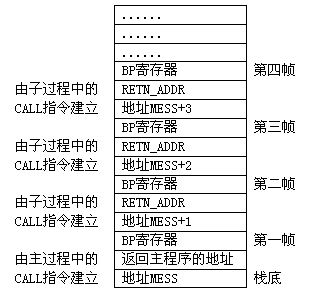 ......
......
......
BP寄存器 第四帧
由子过程中的 RETN_ADDR
CALL指令建立 地址MESS+3
BP寄存器 第三帧
由子过程中的 RETN_ADDR
CALL指令建立 地址MESS+2
BP寄存器 第二帧
由子过程中的 RETN_ADDR
CALL指令建立 地址MESS+1
BP寄存器 第一帧
由主过程中的 返回主程序的地址
CALL指令建立 地址MESS 栈底